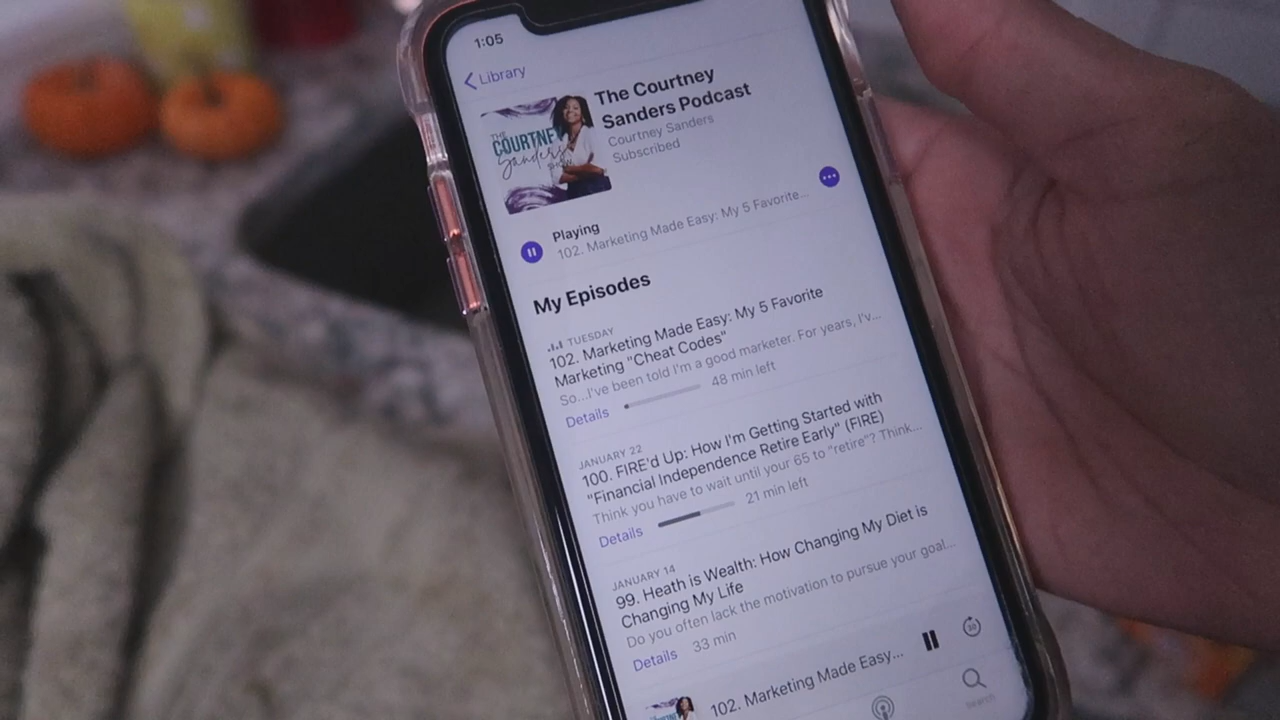 1:05
Library
The Courtney
Sanders Podcast
Courtney Sanders
Subscribed
THE
COURTNEY
Sanders
SHOW
Playing
102. Marketing Made Easy: My 5 Favorite...
My Episodes
TUESDAY
102. Marketing Made Easy: My 5 Favorite
Marketing "Cheat Codes"
So...I've been told I'm a good marketer. For years, I'v...
Details 48 min left
JANUARY 22
100. FIRE'd Up: How I'm Getting Started with
"Financial Independence Retire Early" (FIRE)
Think you have to wait until your 65 to "retire"? Think...
Details 21 min left
JANUARY 14
99. Heath is Wealth: How Changing My Diet is
Changing My Life
Do you often lack the motivation to pursue your goal...
Details 33 min
102. Marketing Made Easy...
30
Search